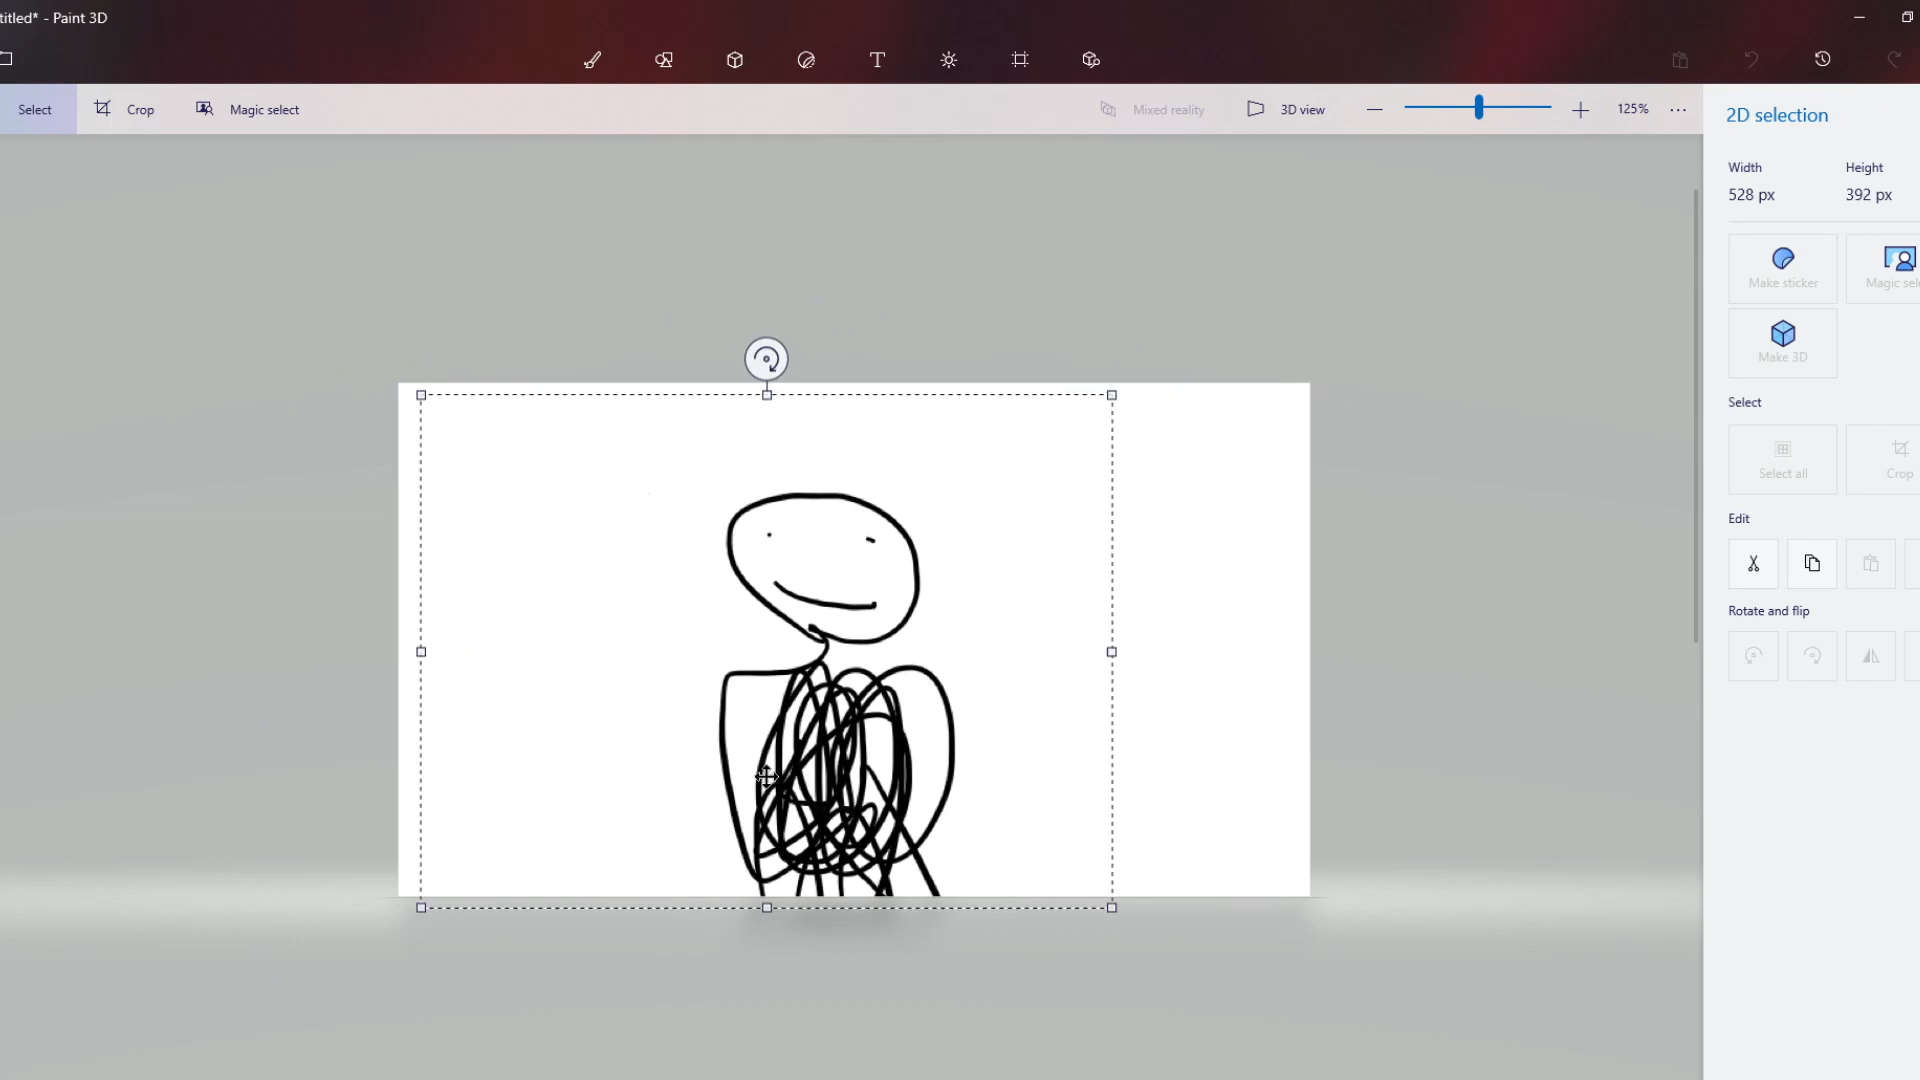 titled* - Paint 3D
Select
Crop
Magic select
Mixed reality
3D view
125%
2D selection
Width
Height
528 px
392 px
Make sticker
Magic sele
Make 3D
Select
Select all
Crop
Edit
Rotate and flip